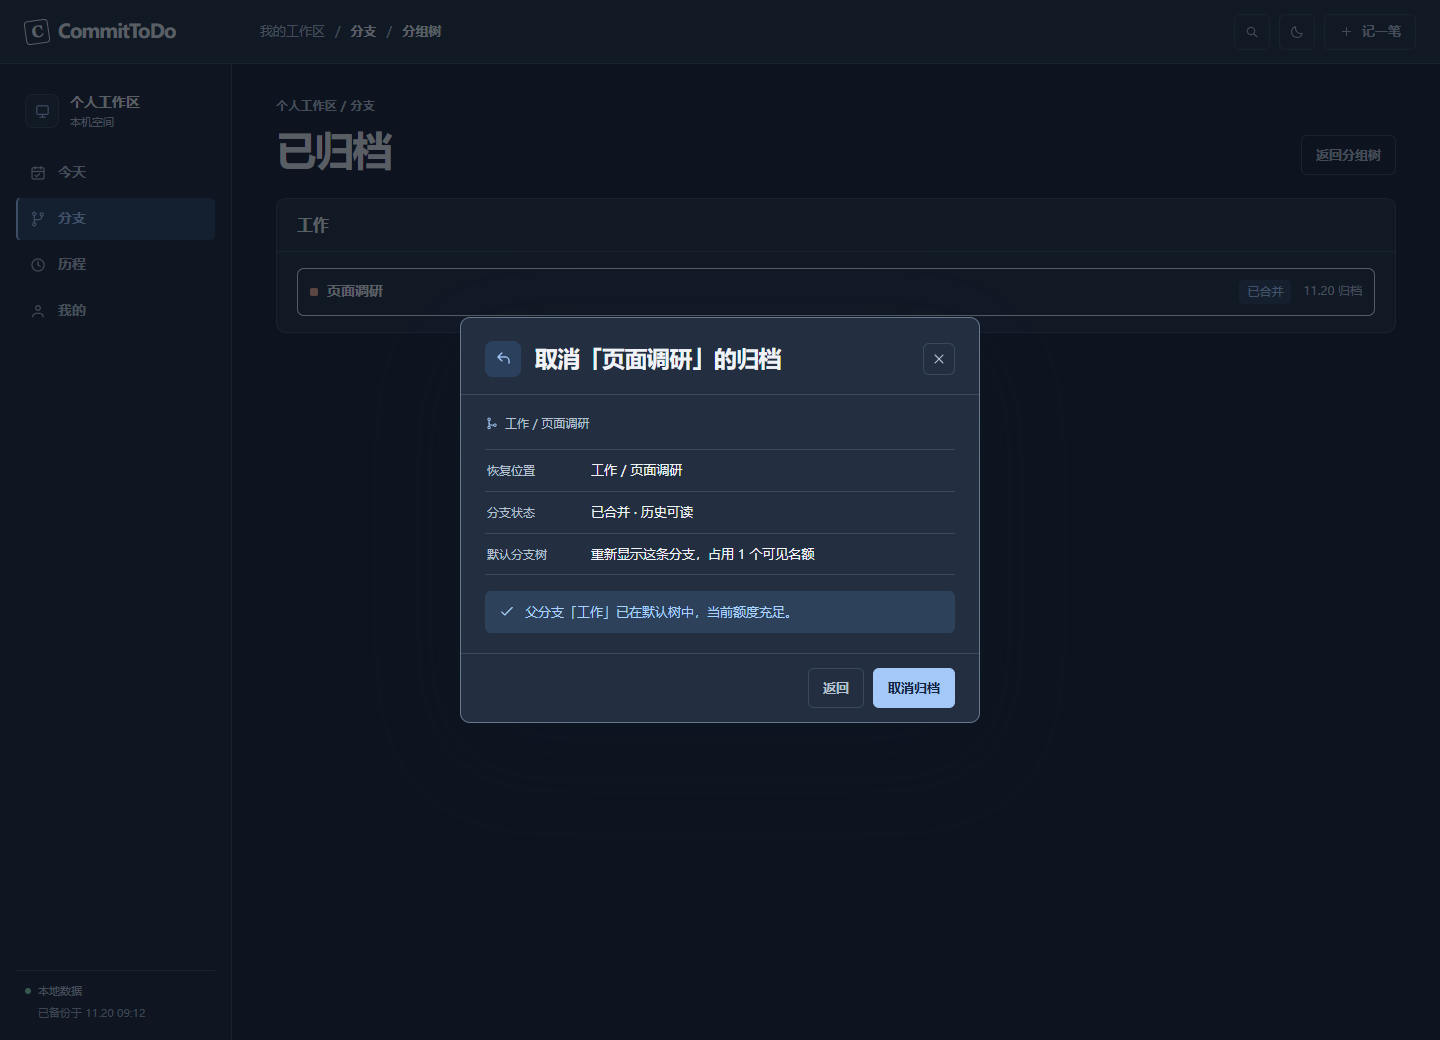 C CommitToDo
我的工作区 / 分支 / 分组树
+ 记一笔
个人工作区
本机空间
今天
分支
历程
我的
本地数据
已备份于 11.20 09:12
个人工作区 / 分支
已归档
返回分组树
工作
页面调研
已合并
11.20 归档
取消「页面调研」的归档
工作 / 页面调研
恢复位置 工作 / 页面调研
分支状态 已合并 · 历史可读
默认分支树 重新显示这条分支，占用 1 个可见名额
父分支「工作」已在默认树中，当前额度充足。
返回
取消归档